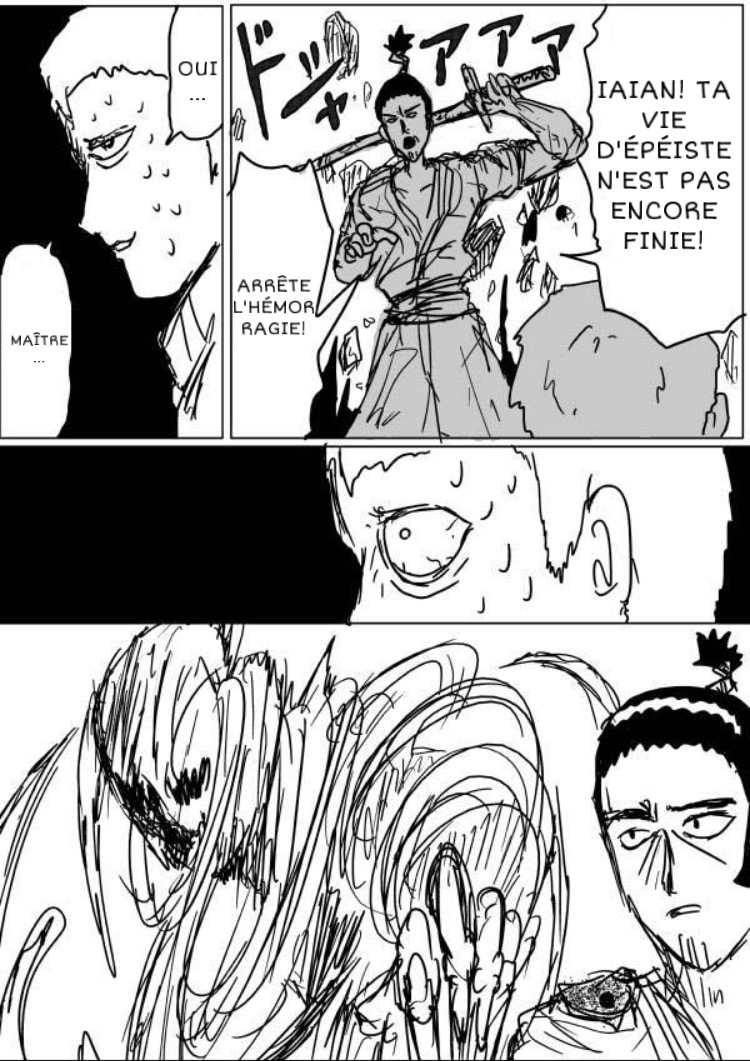 ドジャアアア
IAIAN! TA
VIE
D'ÉPÉISTE
N'EST PAS
ENCORE
FINIE!
ARRÊTE
L'HÉMOR
RAGIE!
OUI
...
MAÎTRE
...